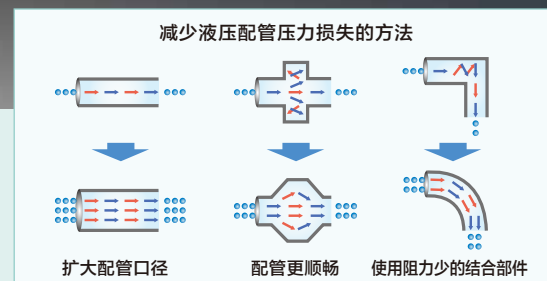 减少液压配管压力损失的方法
扩大配管口径
配管更顺畅
使用阻力少的结合部件